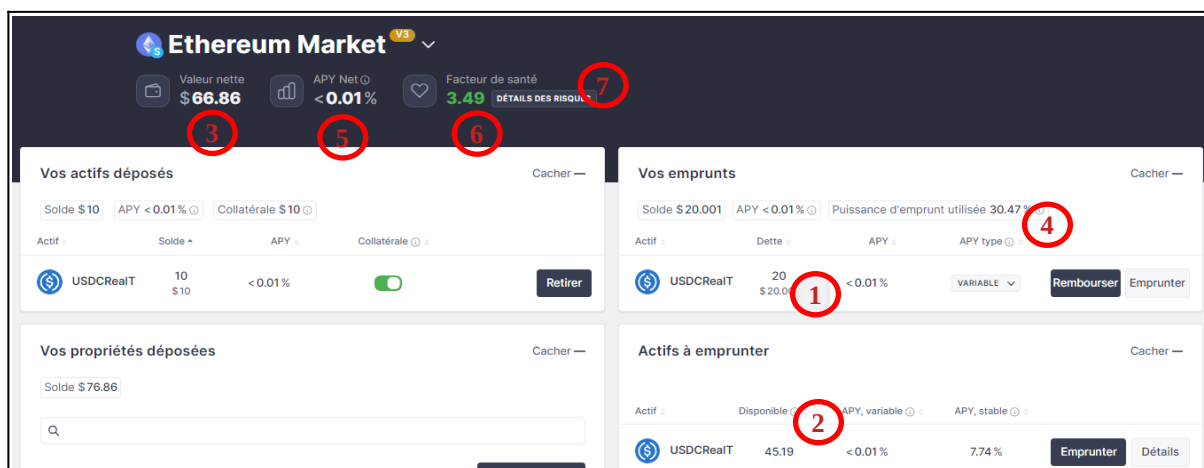 Ethereum Market V3
Valeur nette
$66.86
APY Net
<0.01%
Facteur de santé
3.49 DÉTAILS DES RISQUES
7
3
5
6
Vos actifs déposés
Cacher —
Solde $10
APY <0.01%
Collatérale $10
Actif
Solde
APY
Collatérale
USDCRealT
10
$10
<0.01%
Retirer
Vos emprunts
Cacher —
Solde $20.001
APY <0.01%
Puissance d'emprunt utilisée 30.47%
4
Actif
Dette
APY
APY type
USDCRealT
20
1
<0.01%
VARIABLE
Rembourser
Emprunter
Vos propriétés déposées
Cacher —
Solde $76.86
Actifs à emprunter
Cacher —
Actif
Disponible
2
APY, variable
APY, stable
USDCRealT
45.19
<0.01%
7.74%
Emprunter
Détails